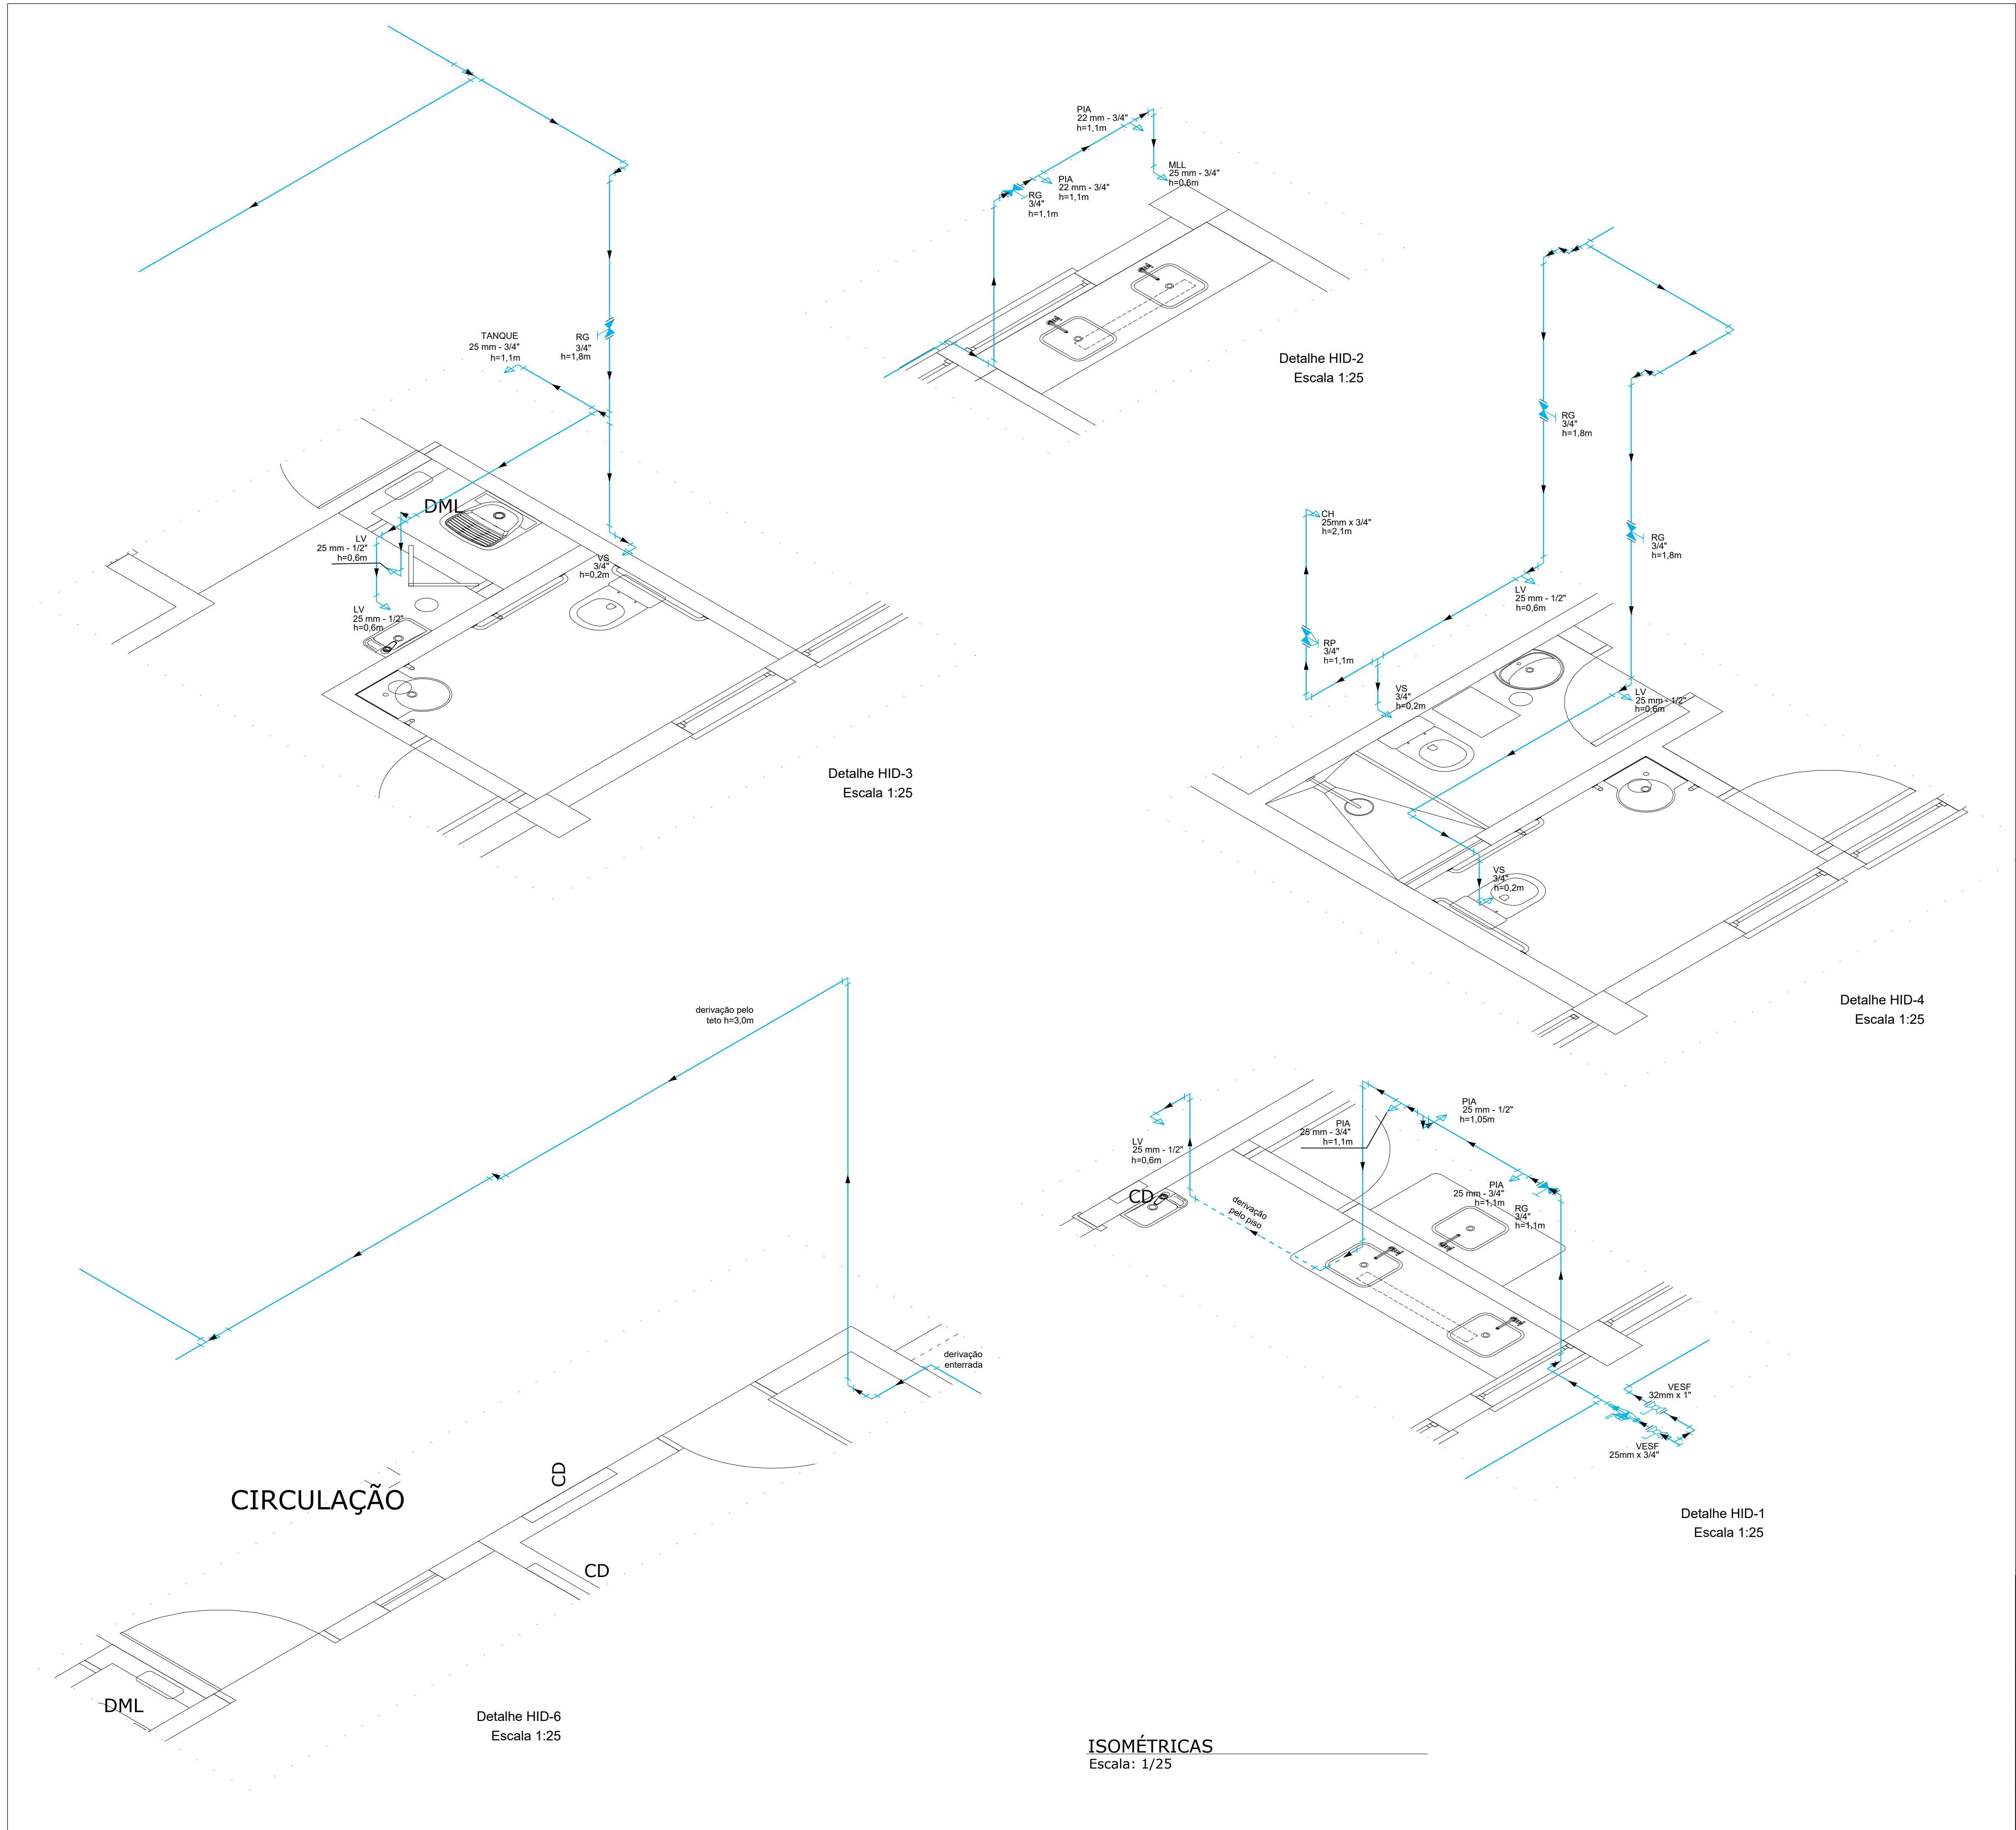 PIA
22 mm - 3/4"
h=1,1m
MLL
25 mm - 3/4"
h=0,6m
PIA
22 mm - 3/4"
h=1,1m
RG
3/4"
h=1,1m
Detalhe HID-2
Escala 1:25
TANQUE
25 mm - 3/4"
h=1,1m
RG
3/4"
h=1,8m
DML
LV
25 mm - 1/2"
h=0,6m
VS
3/4"
h=0,2m
LV
25 mm - 1/2"
h=0,6m
Detalhe HID-3
Escala 1:25
RG
3/4"
h=1,8m
CH
25mm x 3/4"
h=2,1m
RG
3/4"
h=1,8m
LV
25 mm - 1/2"
h=0,6m
RP
3/4"
h=1,1m
VS
3/4"
h=0,2m
LV
25 mm - 1/2"
h=0,6m
VS
3/4"
h=0,2m
Detalhe HID-4
Escala 1:25
derivação pelo
teto h=3,0m
derivação
enterrada
CD
CIRCULAÇÃO
CD
DML
Detalhe HID-6
Escala 1:25
PIA
25 mm - 1/2"
h=1,05m
PIA
25 mm - 3/4"
h=1,1m
LV
25 mm - 1/2"
h=0,6m
CD
derivação
pelo piso
PIA
25 mm - 3/4"
h=1,1m
RG
3/4"
h=1,1m
VESF
32mm x 1"
VESF
25mm x 3/4"
Detalhe HID-1
Escala 1:25
ISOMÉTRICAS
Escala: 1/25